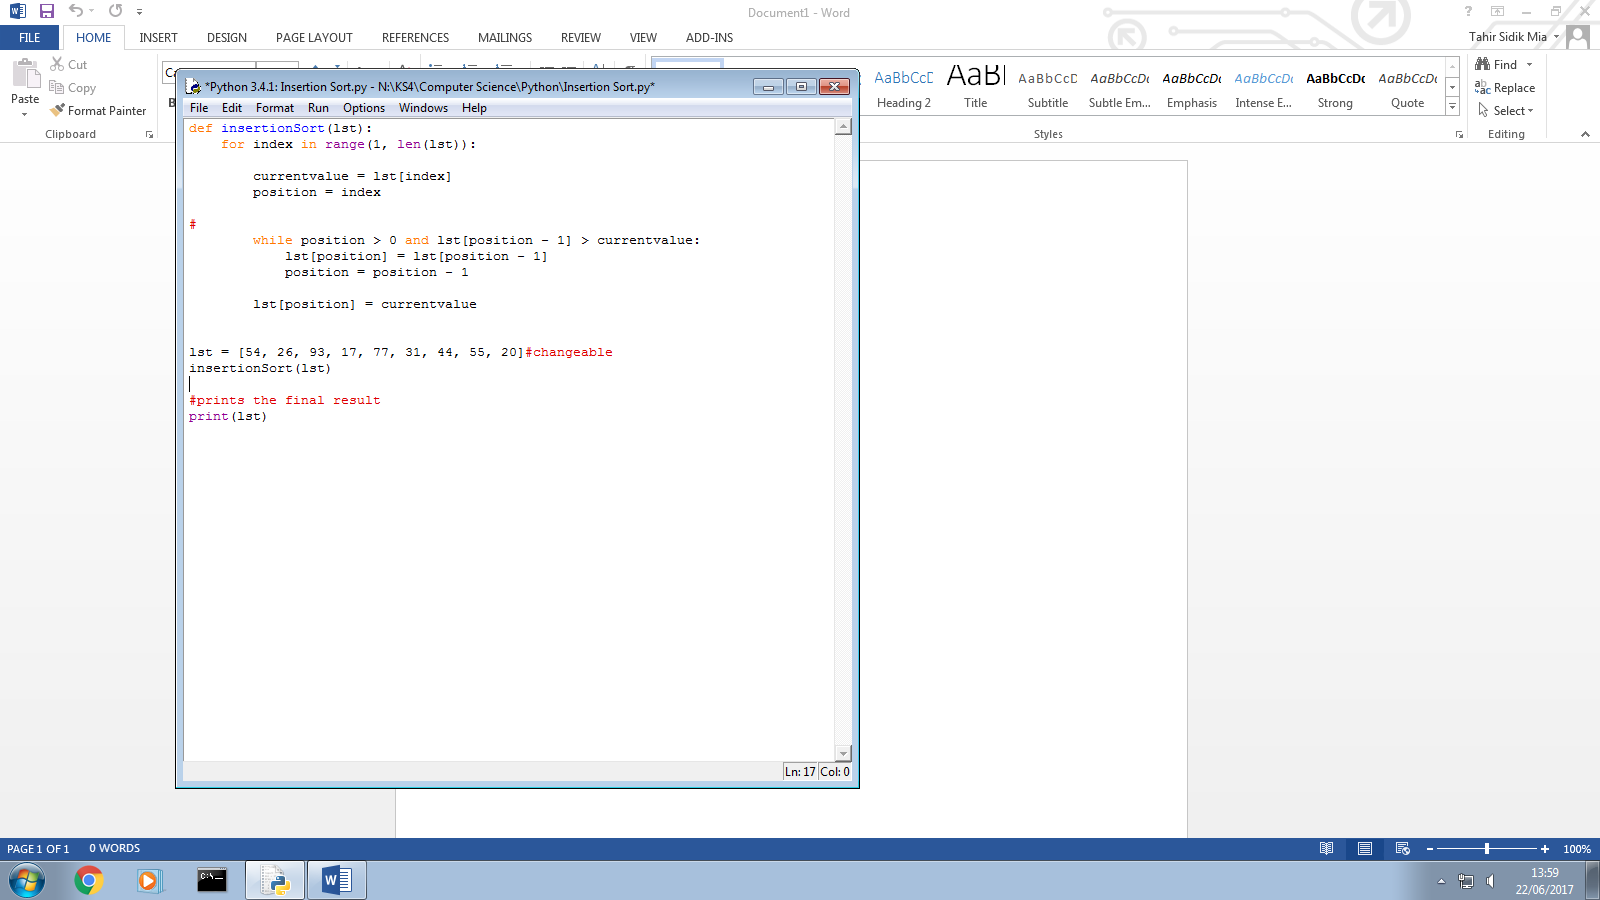 Document1 - Word
FILE HOME INSERT DESIGN PAGE LAYOUT REFERENCES MAILINGS REVIEW VIEW ADD-INS
Tahir Sidik Mia
Paste
Cut
Copy
Format Painter
Clipboard
AaBbCcD AaB AaBbCcD AaBbCcDc AaBbCcDc AaBbCcDc AaBbCcDc AaBbCcDc
Heading 2 Title Subtitle Subtle Em... Emphasis Intense E... Strong Quote
Styles
Find
Replace
Select
Editing
*Python 3.4.1: Insertion Sort.py - N:\KS4\Computer Science\Python\Insertion Sort.py*
File Edit Format Run Options Windows Help
def insertionSort(lst):
    for index in range(1, len(lst)):
        currentvalue = lst[index]
        position = index
#
        while position > 0 and lst[position - 1] > currentvalue:
            lst[position] = lst[position - 1]
            position = position - 1
        lst[position] = currentvalue
lst = [54, 26, 93, 17, 77, 31, 44, 55, 20]#changeable
insertionSort(lst)
#prints the final result
print(lst)
Ln: 17 Col: 0
PAGE 1 OF 1 0 WORDS
100%
C:\_
13:59
22/06/2017